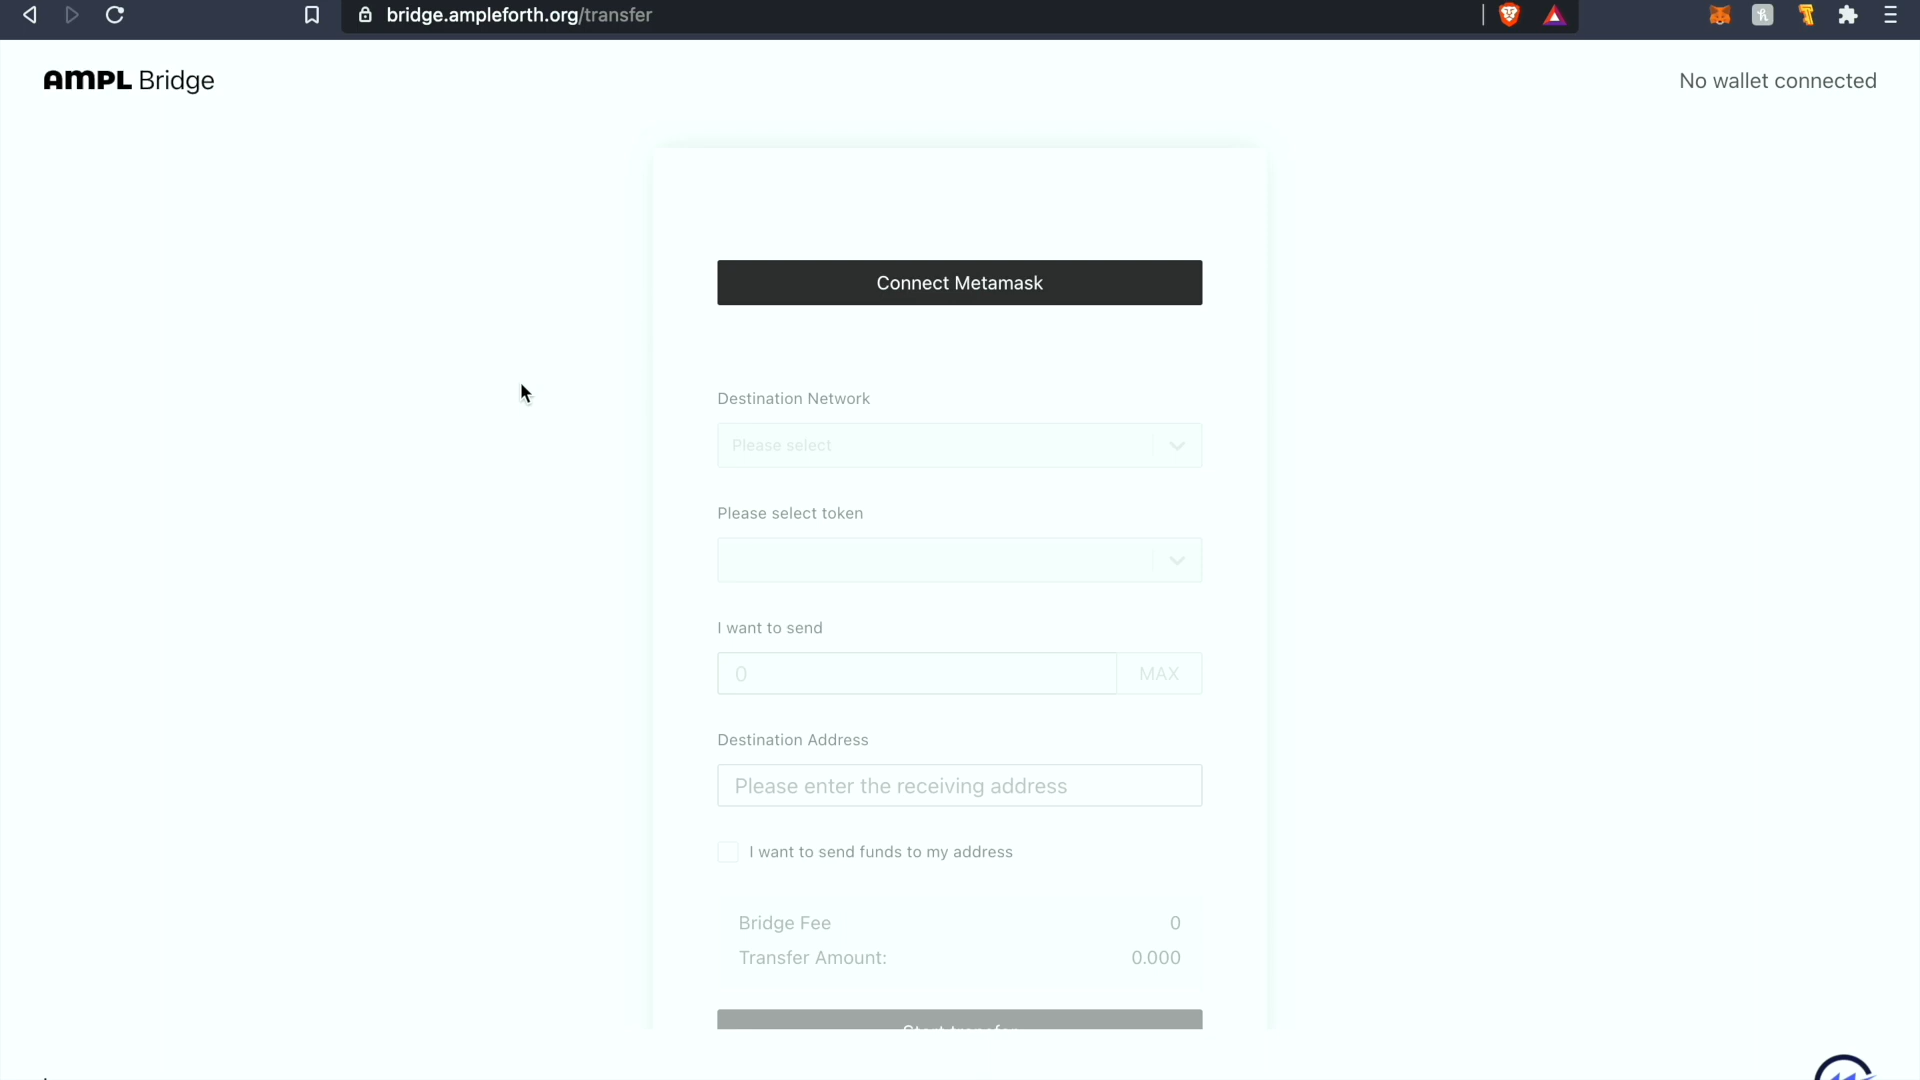 bridge.ampleforth.org/transfer
AMPL Bridge
No wallet connected
Connect Metamask
Destination Network
Please select
Please select token
I want to send
0
MAX
Destination Address
Please enter the receiving address
I want to send funds to my address
Bridge Fee 0
Transfer Amount: 0.000
Start transfer